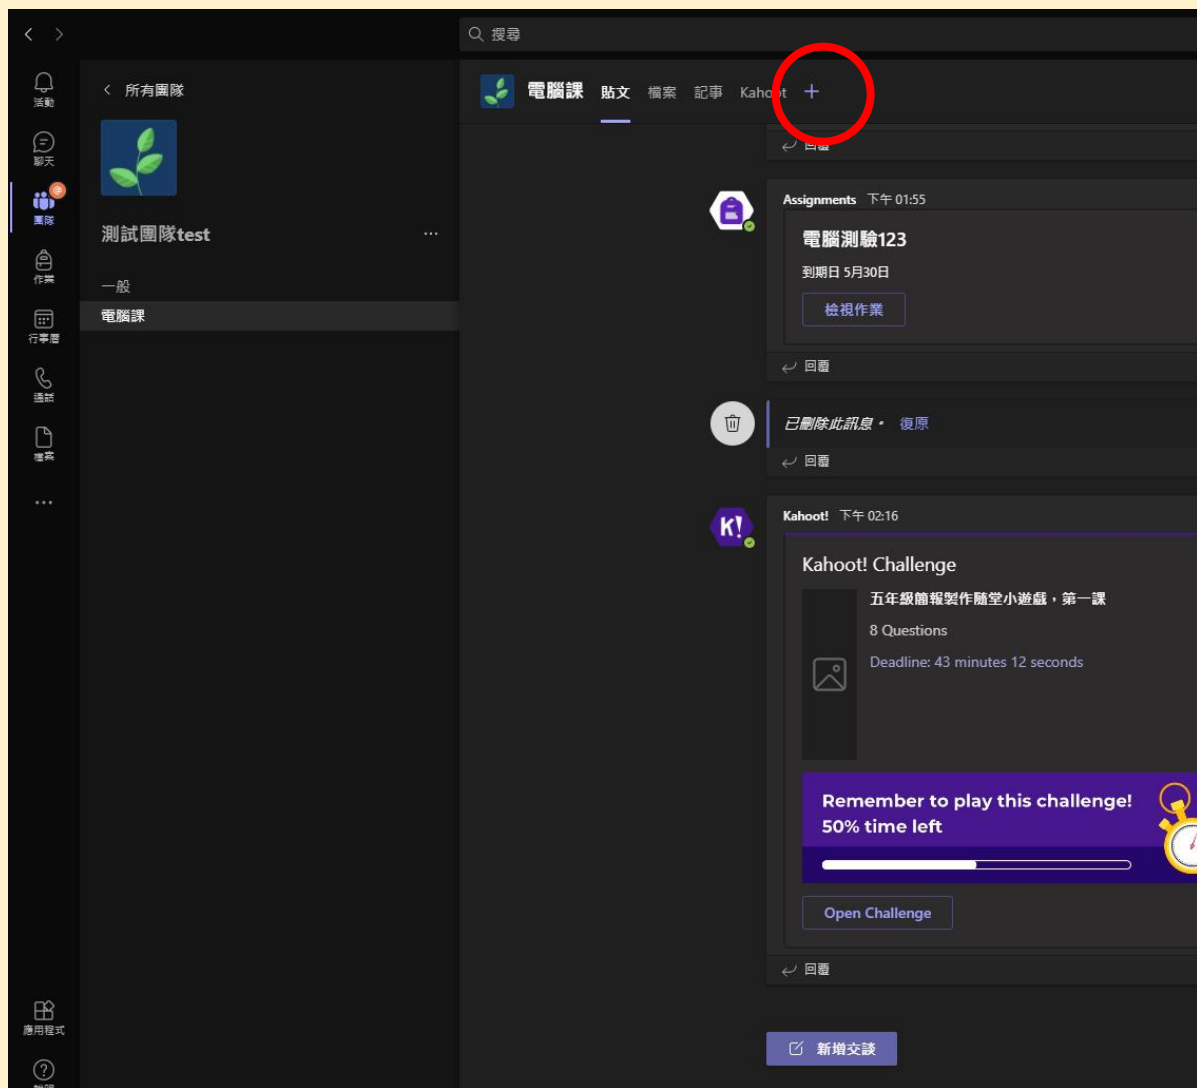 搜尋
活動
聊天
團隊
作業
行事曆
通話
檔案
應用程式
所有團隊
測試團隊test
一般
電腦課
電腦課 貼文 檔案 記事 Kahoot
回覆
Assignments 下午 01:55
電腦測驗123
到期日 5月30日
檢視作業
回覆
已刪除此訊息。 復原
回覆
K!
Kahoot! 下午 02:16
Kahoot! Challenge
五年級簡報製作隨堂小遊戲,第一課
8 Questions
Deadline: 43 minutes 12 seconds
Remember to play this challenge!
50% time left
Open Challenge
回覆
新增交談